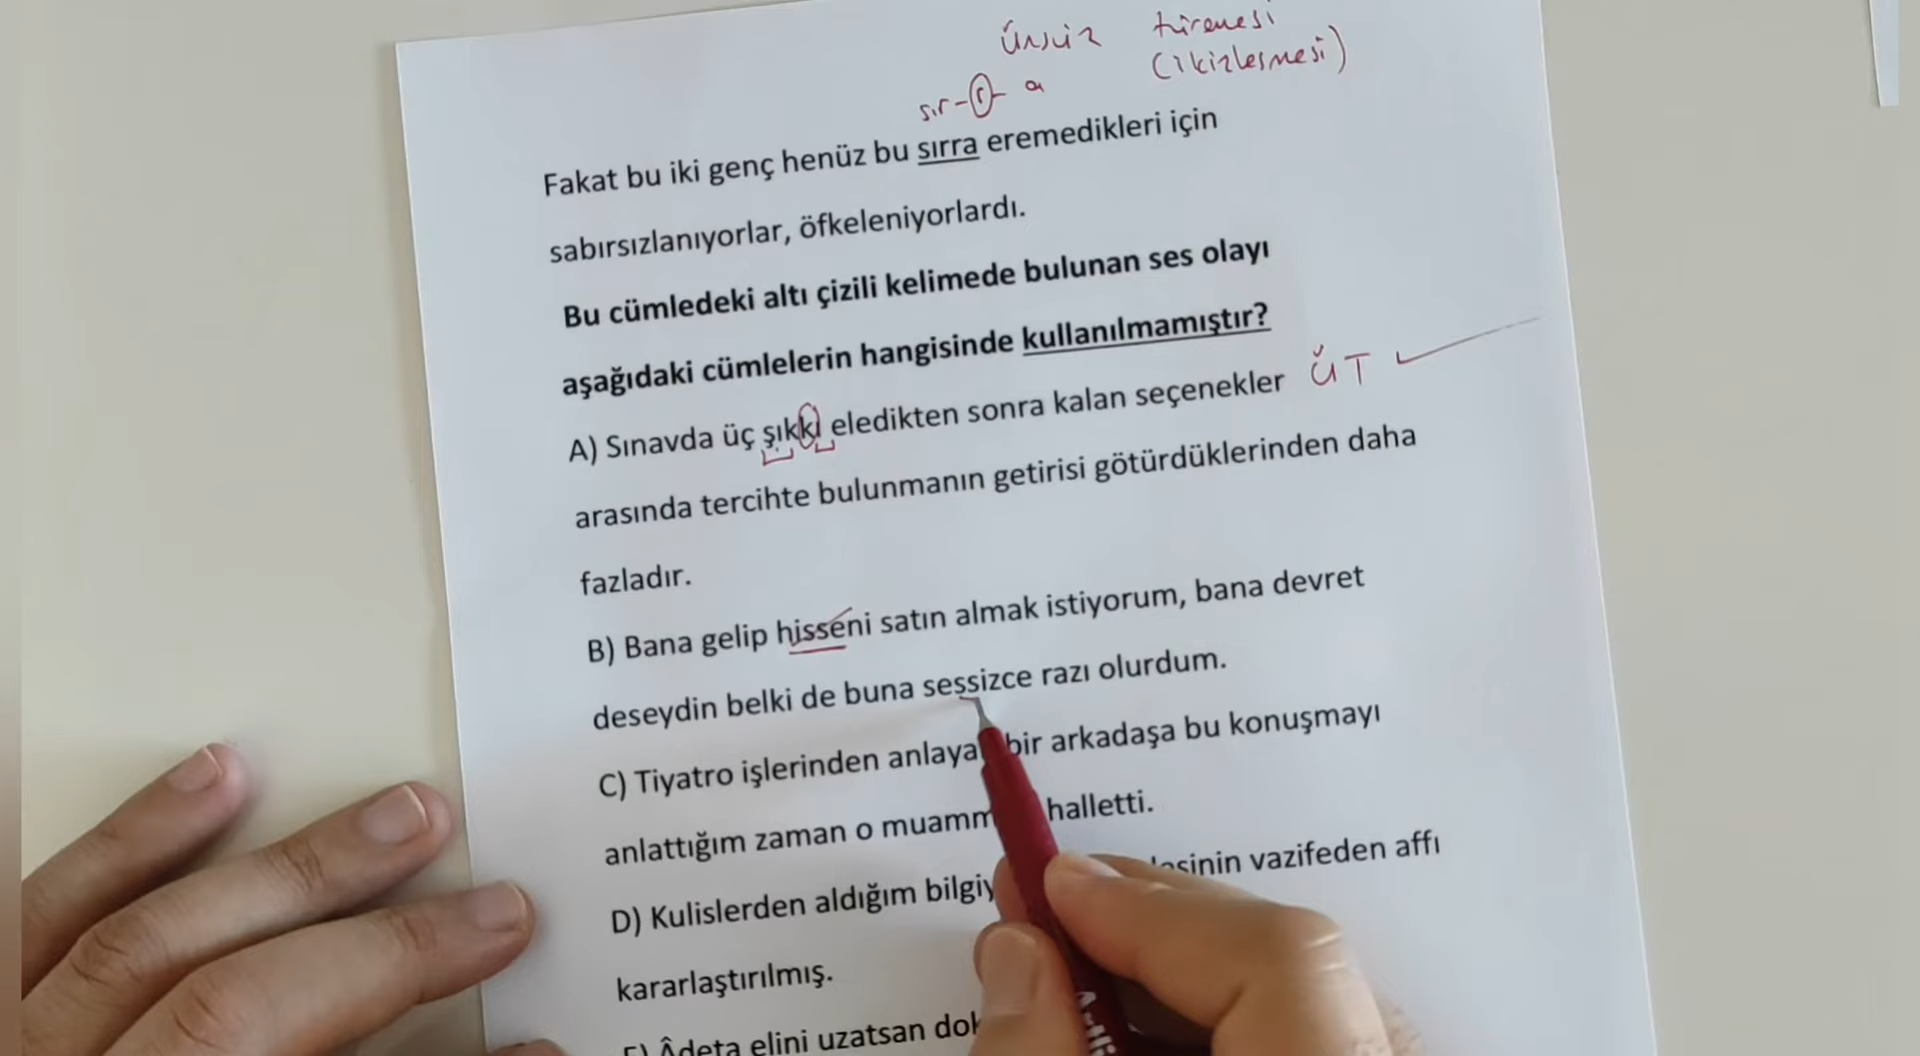 ünsüz türemesi
(ikizleşmesi)
sır-r-a
Fakat bu iki genç henüz bu sırra eremedikleri için
sabırsızlanıyorlar, öfkeleniyorlardı.
Bu cümledeki altı çizili kelimede bulunan ses olayı
aşağıdaki cümlelerin hangisinde kullanılmamıştır?
A) Sınavda üç şıkkı eledikten sonra kalan seçenekler ÜT
arasında tercihte bulunmanın getirisi götürdüklerinden daha
fazladır.
B) Bana gelip hisseni satın almak istiyorum, bana devret
deseydin belki de buna sessizce razı olurdum.
C) Tiyatro işlerinden anlayan bir arkadaşa bu konuşmayı
anlattığım zaman o halletti.
D) Kulislerden aldığım vazifeden affı
kararlaştırılmış.
E) Âdeta elini uzatsan